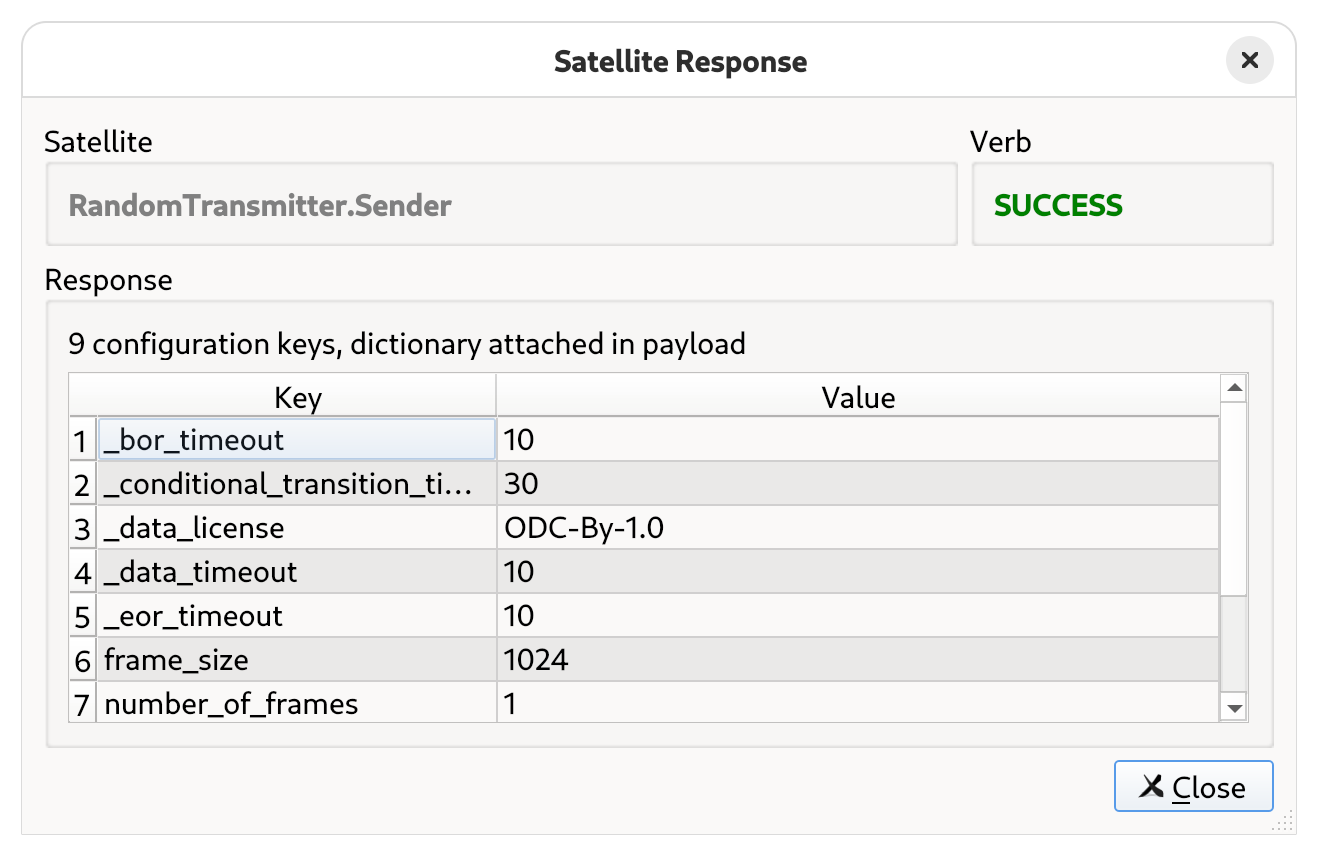 Satellite Response
Satellite Verb
RandomTransmitter.Sender SUCCESS
Response
9 configuration keys, dictionary attached in payload
Key Value
1 _bor_timeout 10
2 _conditional_transition_ti... 30
3 _data_license ODC-By-1.0
4 _data_timeout 10
5 _eor_timeout 10
6 frame_size 1024
7 number_of_frames 1
Close